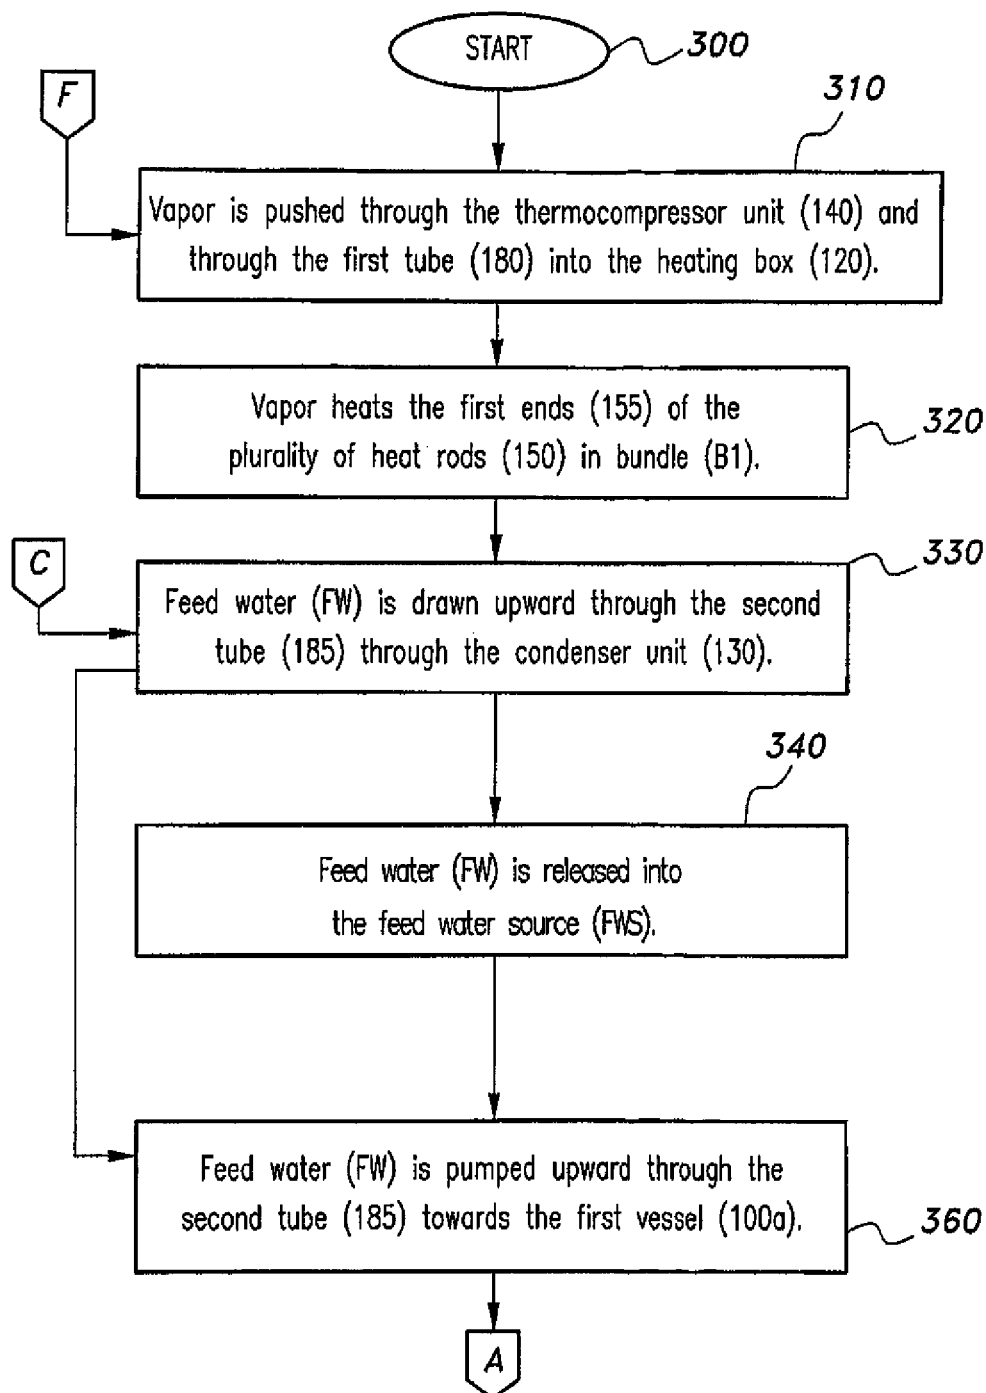 START
300
F
310
Vapor is pushed through the thermocompressor unit (140) and
through the first tube (180) into the heating box (120).
Vapor heats the first ends (155) of the
plurality of heat rods (150) in bundle (B1).
320
330
C
Feed water (FW) is drawn upward through the second
tube (185) through the condenser unit (130).
340
Feed water (FW) is released into
the feed water source (FWS).
Feed water (FW) is pumped upward through the
second tube (185) towards the first vessel (100a).
360
A